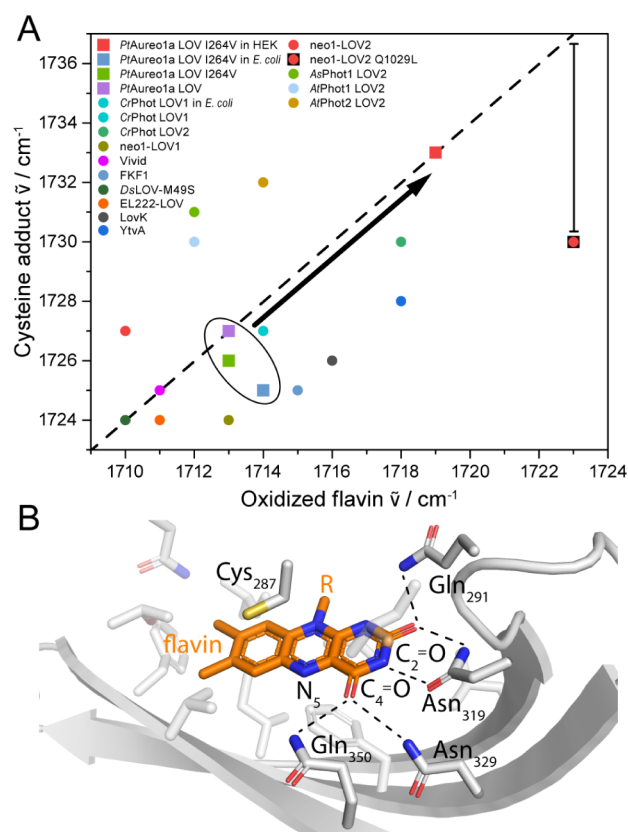 A
PtAureo1a LOV I264V in HEK
PtAureo1a LOV I264V in E. coli
PtAureo1a LOV I264V
PtAureo1a LOV
CrPhot LOV1 in E. coli
CrPhot LOV1
CrPhot LOV2
neo1-LOV1
Vivid
FKF1
DsLOV-M49S
EL222-LOV
LovK
YtvA
neo1-LOV2
neo1-LOV2 Q1029L
AsPhot1 LOV2
AtPhot1 LOV2
AtPhot2 LOV2
Cysteine adduct ṽ / cm⁻¹
1736
1734
1732
1730
1728
1726
1724
1710 1712 1714 1716 1718 1720 1722 1724
Oxidized flavin ṽ / cm⁻¹
B
Cys287
R
Gln291
flavin
C2=O
N5
C4=O
Asn319
Gln350
Asn329